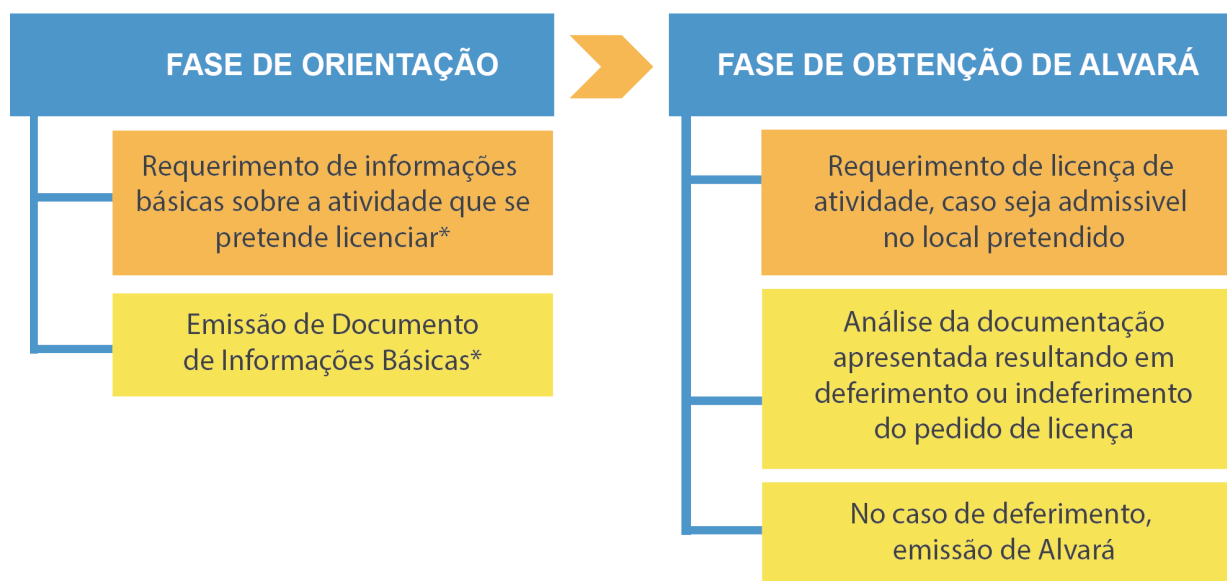 FASE DE ORIENTAÇÃO
Requerimento de informações
básicas sobre a atividade que se
pretende licenciar*
Emissão de Documento
de Informações Básicas*
FASE DE OBTENÇÃO DE ALVARÁ
Requerimento de licença de
atividade, caso seja admissivel
no local pretendido
Análise da documentação
apresentada resultando em
deferimento ou indeferimento
do pedido de licença
No caso de deferimento,
emissão de Alvará